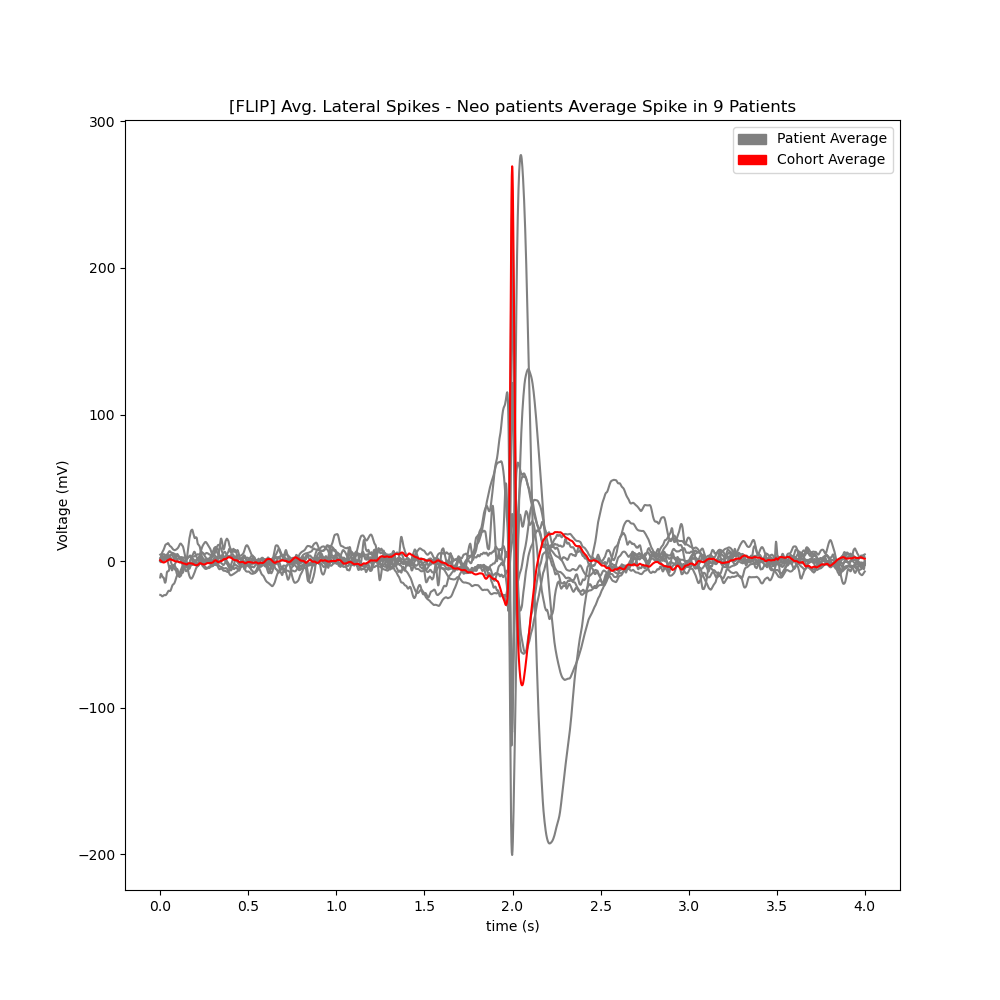 [FLIP] Avg. Lateral Spikes - Neo patients Average Spike in 9 Patients
Patient Average
Cohort Average
300
200
100
0
−100
−200
Voltage (mV)
0.0 0.5 1.0 1.5 2.0 2.5 3.0 3.5 4.0
time (s)